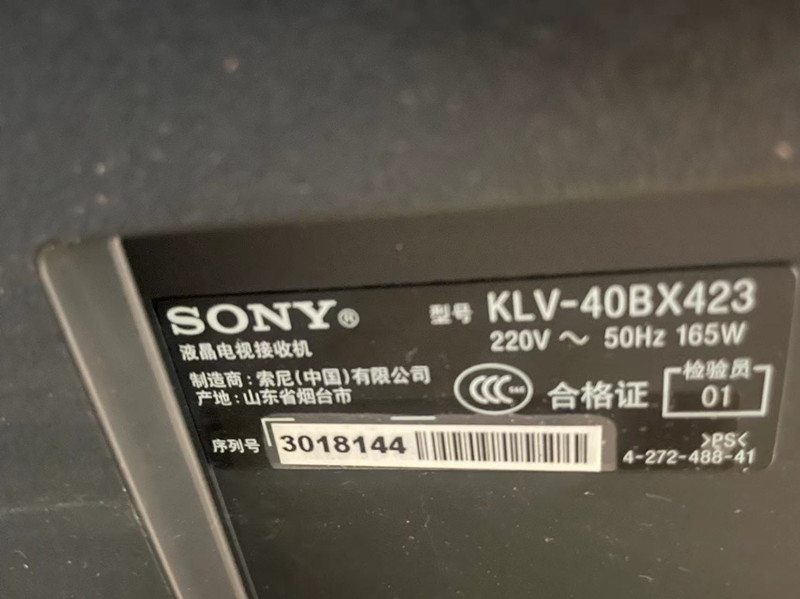 SONY®
型号 KLV-40BX423
液晶电视接收机
220V ～ 50Hz 165W
制造商：索尼(中国)有限公司
产地：山东省烟台市
CCC
合格证
检验员
01
序列号 3018144
>PS<
4-272-488-41